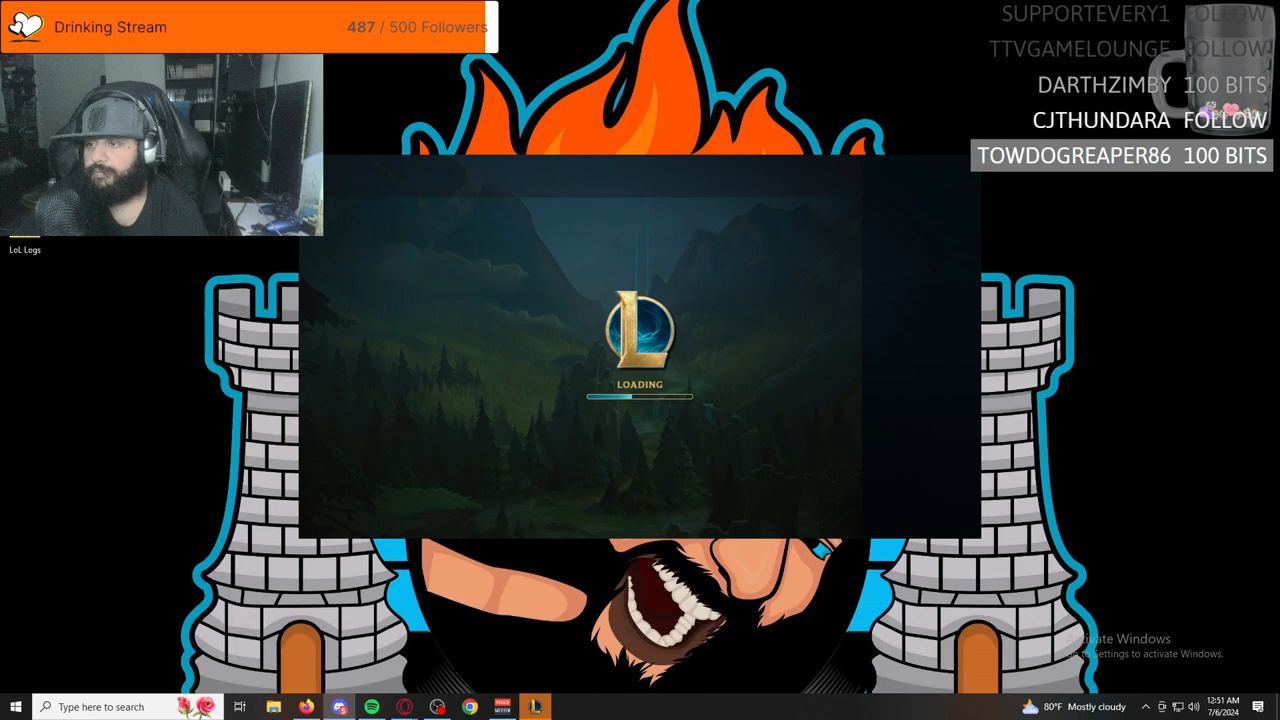 Drinking Stream 487 / 500 Followers
SUPPORTEVERY1 FOLLOW
TTVGAMELOUNGE FOLLOW
DARTHZIMBY 100 BITS
CJTHUNDARA FOLLOW
TOWDOGREAPER86 100 BITS
LoL Logs
LOADING
Activate Windows
Go to Settings to activate Windows.
Type here to search
80°F Mostly cloudy
12:51 AM
7/6/2024